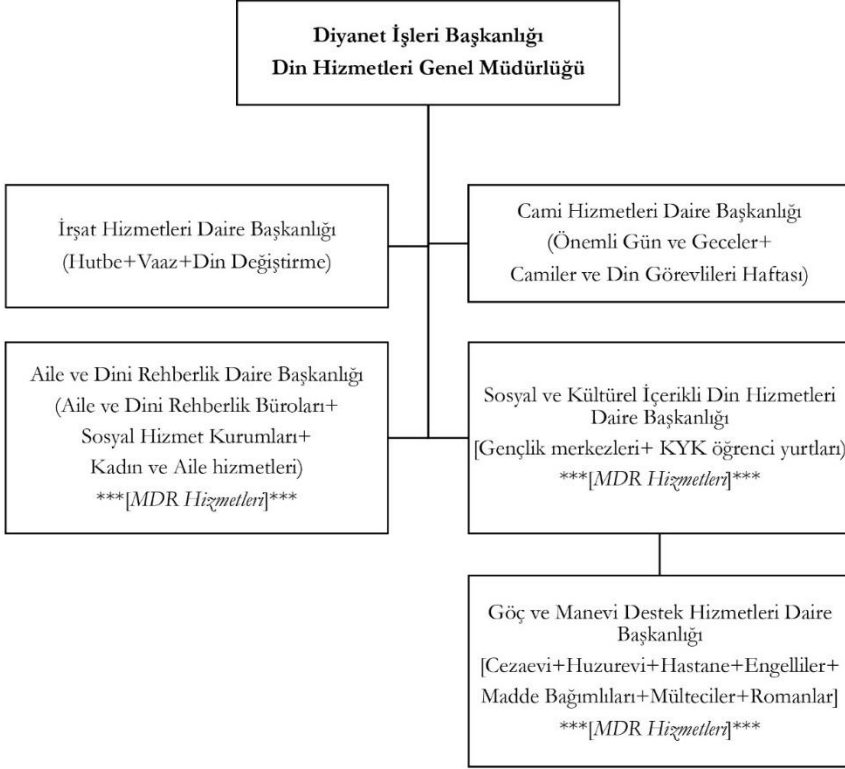 Diyanet İşleri Başkanlığı
Din Hizmetleri Genel Müdürlüğü
İrşat Hizmetleri Daire Başkanlığı
(Hutbe+Vaaz+Din Değiştirme)
Cami Hizmetleri Daire Başkanlığı
(Önemli Gün ve Geceler+
Camiler ve Din Görevlileri Haftası)
Aile ve Dini Rehberlik Daire Başkanlığı
(Aile ve Dini Rehberlik Büroları+
Sosyal Hizmet Kurumları+
Kadın ve Aile hizmetleri)
***[MDR Hizmetleri]***
Sosyal ve Kültürel İçerikli Din Hizmetleri
Daire Başkanlığı
[Gençlik merkezleri+ KYK öğrenci yurtları)
***[MDR Hizmetleri]***
Göç ve Manevi Destek Hizmetleri Daire
Başkanlığı
[Cezaevi+Huzurevi+Hastane+Engelliler+
Madde Bağımlıları+Mülteciler+Romanlar]
***[MDR Hizmetleri]***